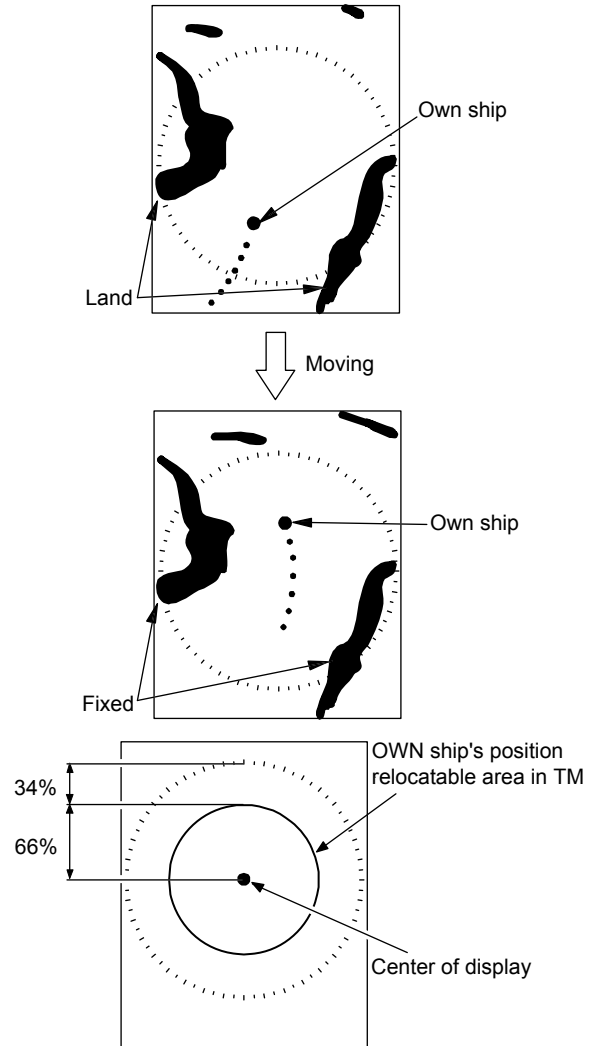 Own ship
Land
Moving
Own ship
Fixed
OWN ship's position
relocatable area in TM
34%
66%
Center of display